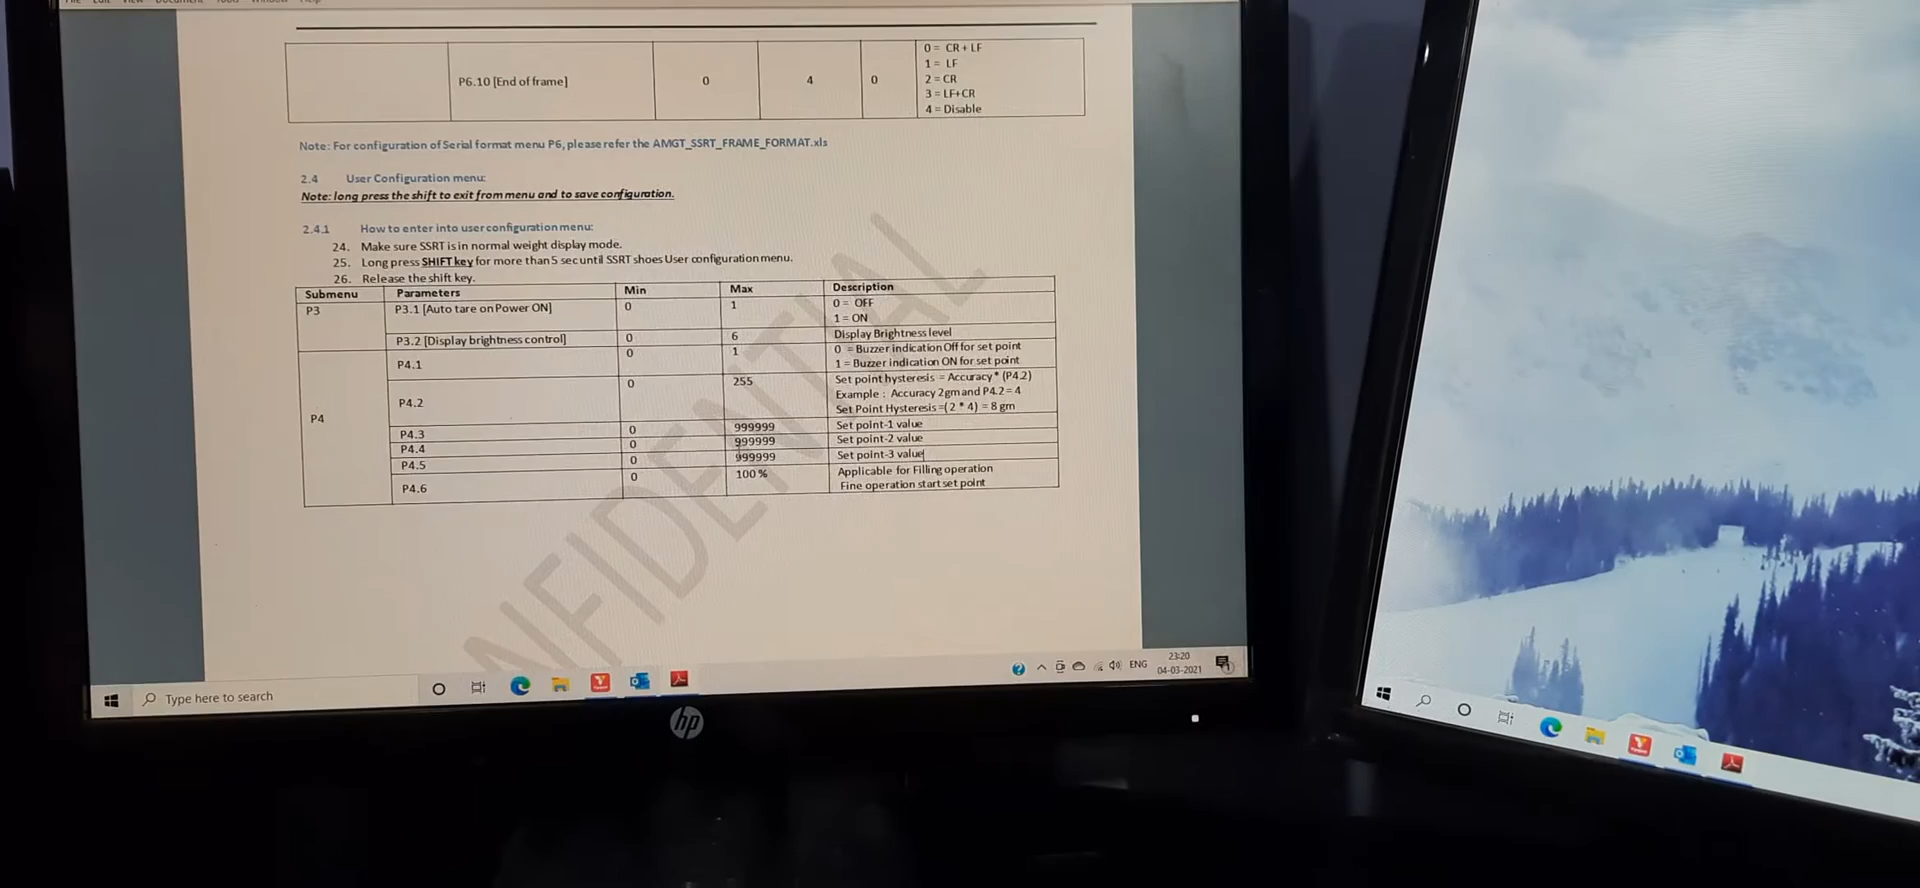 File Edit View Document Tools Window Help
P6.10 [End of frame] 0 4 0
0 = CR + LF
1 = LF
2 = CR
3 = LF+CR
4 = Disable
Note: For configuration of Serial format menu P6, please refer the AMGT_SSRT_FRAME_FORMAT.xls
2.4 User Configuration menu:
Note: long press the shift to exit from menu and to save configuration.
2.4.1 How to enter into user configuration menu:
24. Make sure SSRT is in normal weight display mode.
25. Long press SHIFT key for more than 5 sec until SSRT shoes User configuration menu.
26. Release the shift key.
Submenu Parameters Min Max Description
P3 P3.1 [Auto tare on Power ON] 0 1 0 = OFF
1 = ON
P3.2 [Display brightness control] 0 6 Display Brightness level
P4 P4.1 0 1 0 = Buzzer indication Off for set point
1 = Buzzer indication ON for set point
P4.2 0 255 Set point hysteresis = Accuracy * (P4.2)
Example : Accuracy 2gm and P4.2 = 4
Set Point Hysteresis =(2 * 4) = 8 gm
P4.3 0 999999 Set point-1 value
P4.4 0 999999 Set point-2 value
P4.5 0 999999 Set point-3 value
P4.6 0 100 % Applicable for Filling operation
Fine operation start set point
NFIDENTIAL
Type here to search
ENG
23:20
04-03-2021
hp